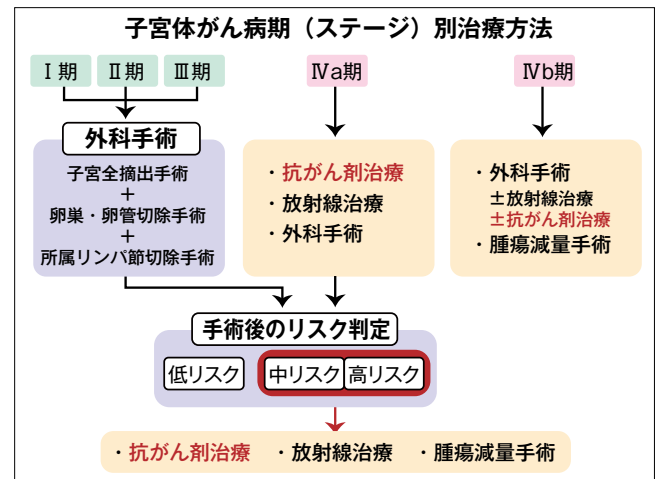 子宮体がん病期（ステージ）別治療方法
Ⅰ期
Ⅱ期
Ⅲ期
Ⅳa期
Ⅳb期
外科手術
子宮全摘出手術
＋
卵巣・卵管切除手術
＋
所属リンパ節切除手術
・抗がん剤治療
・放射線治療
・外科手術
・外科手術
±放射線治療
±抗がん剤治療
・腫瘍減量手術
手術後のリスク判定
低リスク
中リスク
高リスク
・抗がん剤治療 ・放射線治療 ・腫瘍減量手術